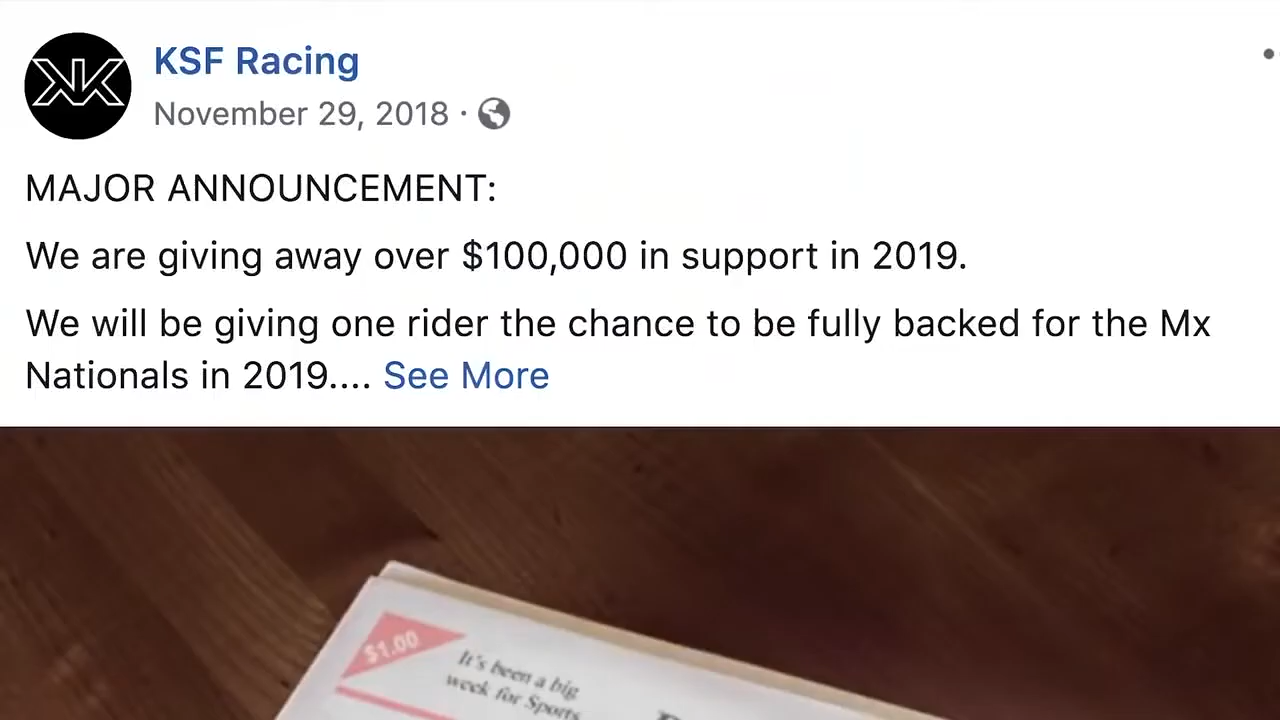 KSF Racing
November 29, 2018 ·
MAJOR ANNOUNCEMENT:
We are giving away over $100,000 in support in 2019.
We will be giving one rider the chance to be fully backed for the Mx
Nationals in 2019.... See More
$1.00
It's been a big
week for Sports